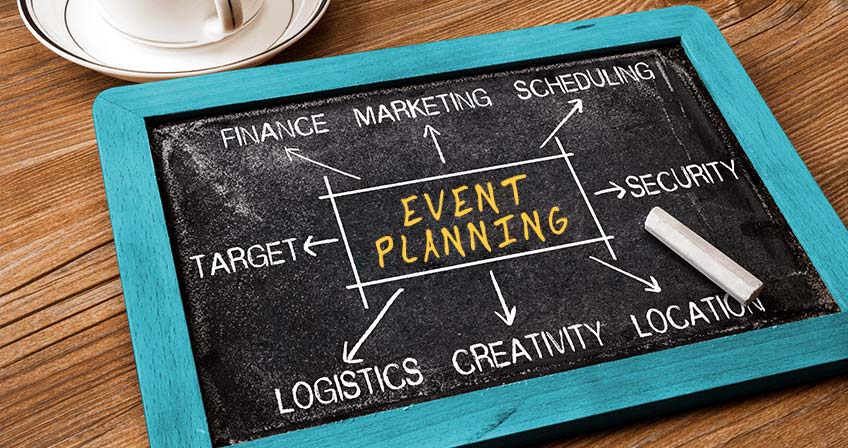 FINANCE MARKETING SCHEDULING
EVENT
PLANNING
SECURITY
TARGET
LOGISTICS CREATIVITY LOCATION